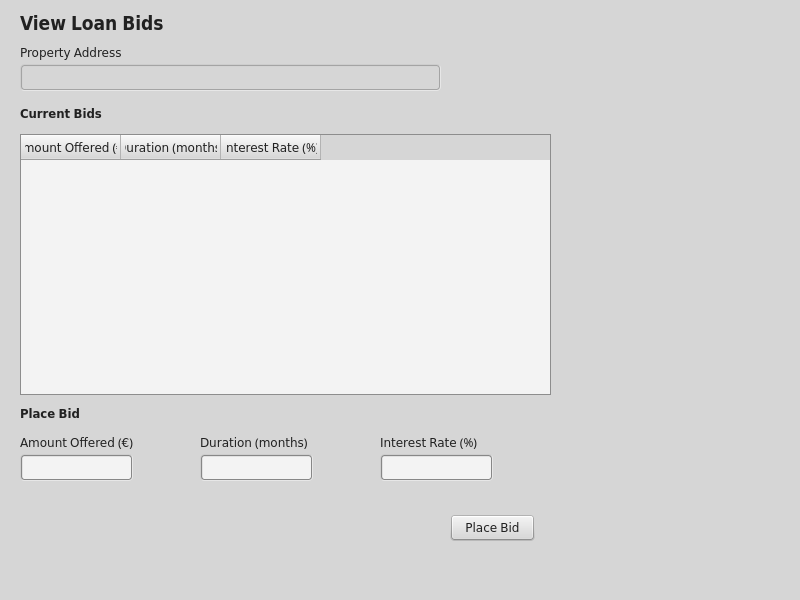 View Loan Bids
Property Address
Current Bids
mount Offered ( uration (months nterest Rate (%
Place Bid
Amount Offered (€) Duration (months) Interest Rate (%)
Place Bid